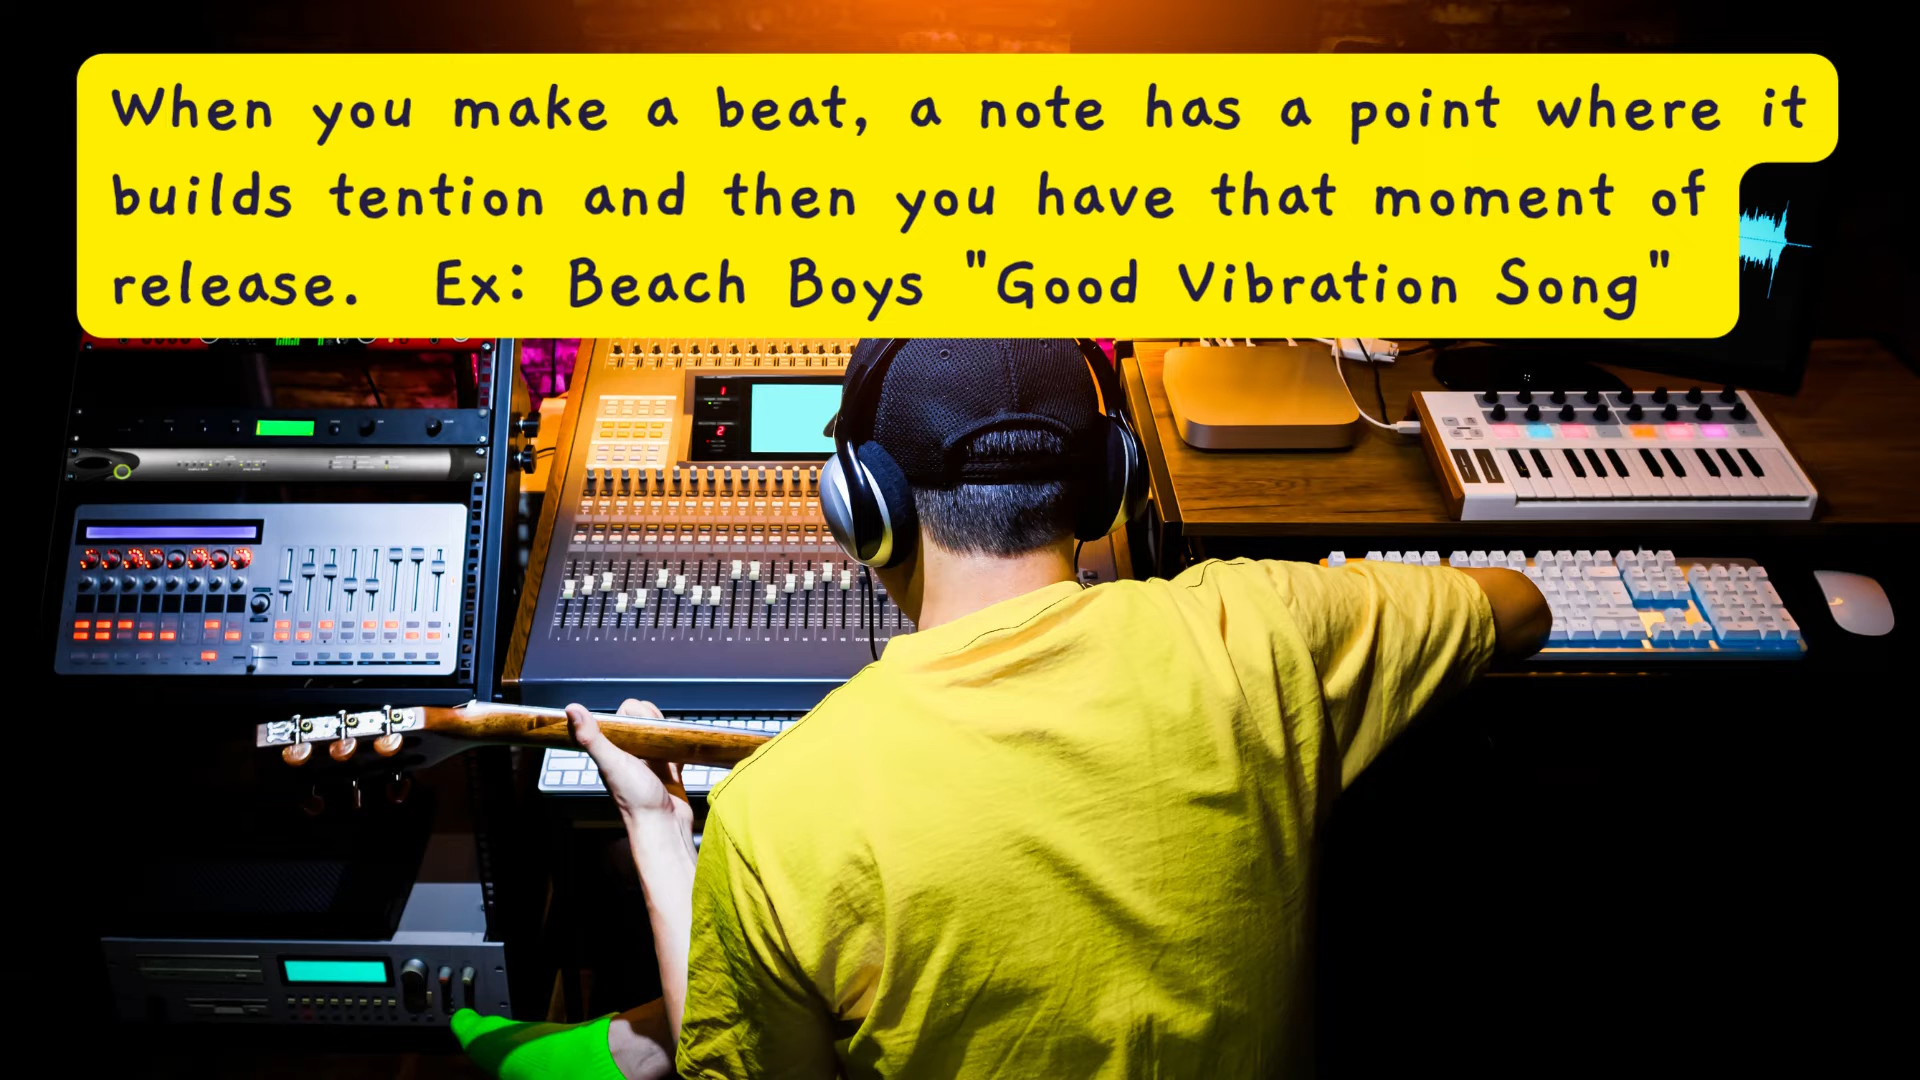 When you make a beat, a note has a point where it
builds tention and then you have that moment of
release.  Ex: Beach Boys "Good Vibration Song"